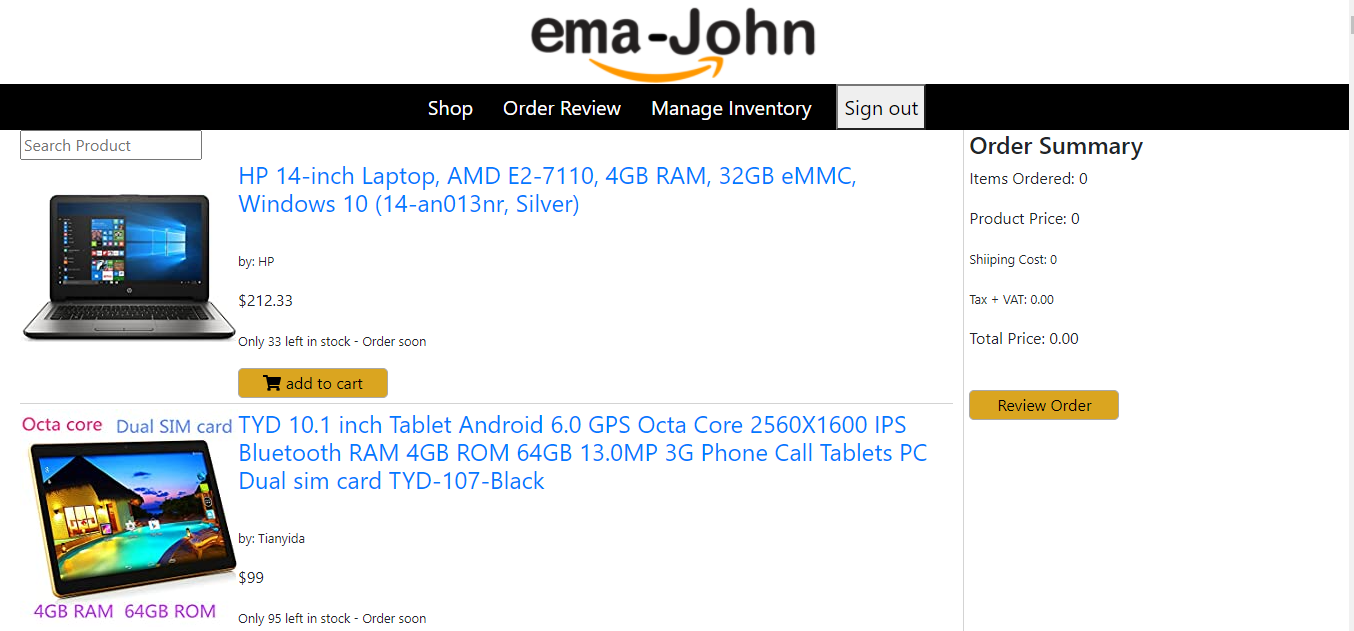 ema-John
Shop Order Review Manage Inventory Sign out
Search Product
HP 14-inch Laptop, AMD E2-7110, 4GB RAM, 32GB eMMC,
Windows 10 (14-an013nr, Silver)
by: HP
$212.33
Only 33 left in stock - Order soon
add to cart
Octa core Dual SIM card
4GB RAM 64GB ROM
TYD 10.1 inch Tablet Android 6.0 GPS Octa Core 2560X1600 IPS
Bluetooth RAM 4GB ROM 64GB 13.0MP 3G Phone Call Tablets PC
Dual sim card TYD-107-Black
by: Tianyida
$99
Only 95 left in stock - Order soon
Order Summary
Items Ordered: 0
Product Price: 0
Shiiping Cost: 0
Tax + VAT: 0.00
Total Price: 0.00
Review Order